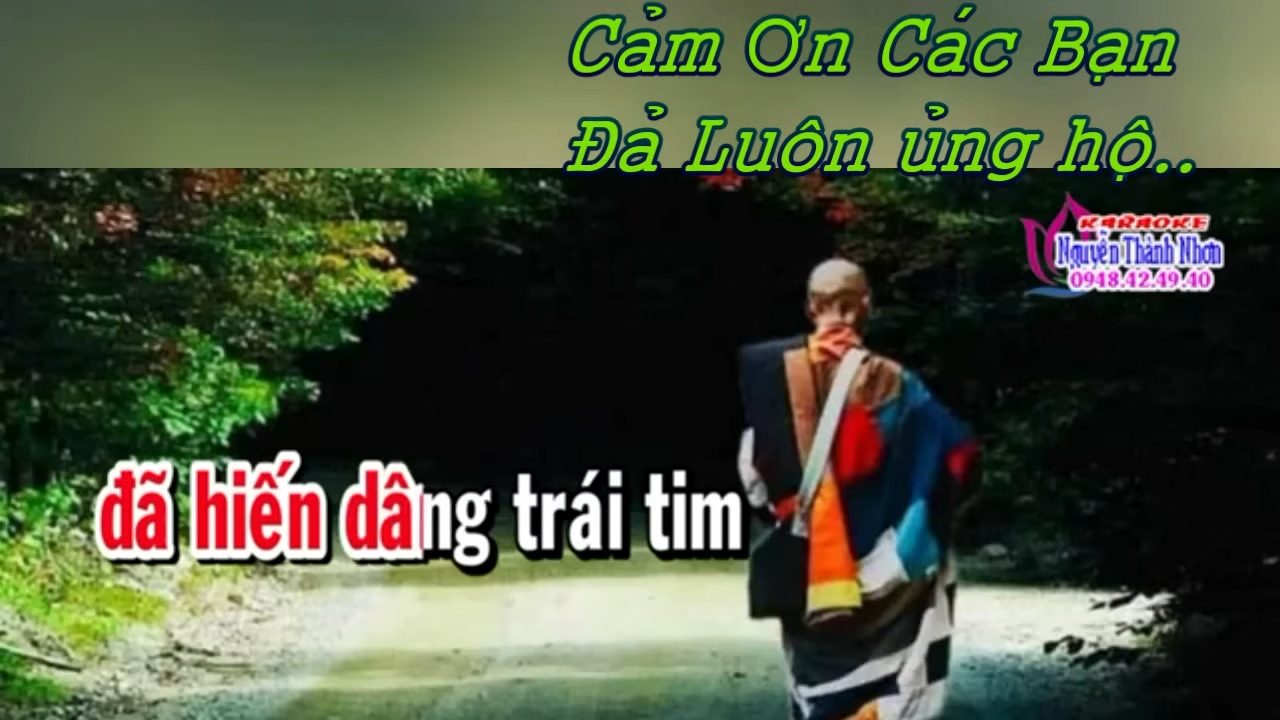 Cảm Ơn Các Bạn
Đả Luôn ủng hộ..
KARAOKE
Nguyễn Thành Nhơn
0948.42.49.40
đã hiến dâng trái tim